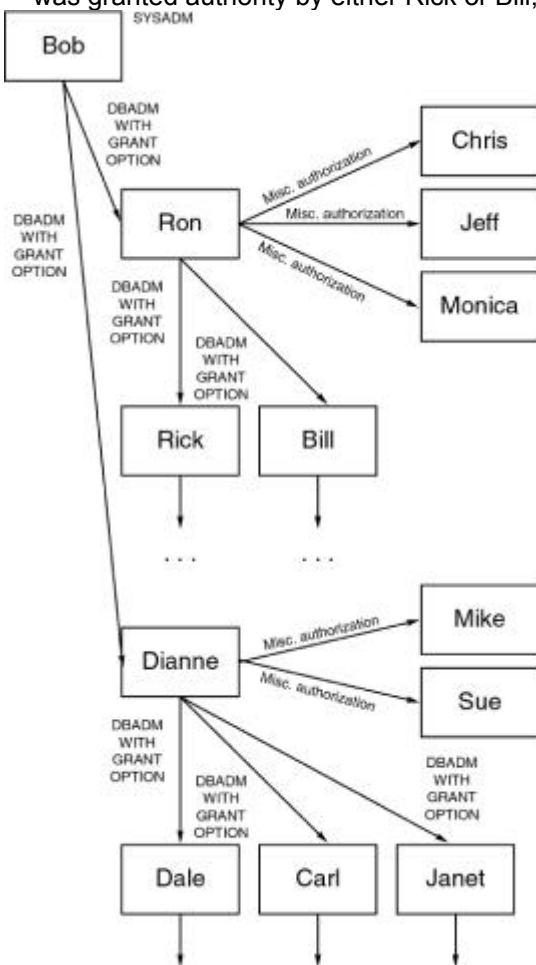 was granted authority by either Rick or Bill,
SYSADM
Bob
DBADM
WITH
GRANT
OPTION
Chris
Misc. authorization
DBADM
WITH
GRANT
OPTION
Ron
Misc. authorization
Jeff
Misc. authorization
Monica
DBADM
WITH
GRANT
OPTION
DBADM
WITH
GRANT
OPTION
Rick
Bill
. . .
. . .
Mike
Misc. authorization
Dianne
Misc. authorization
Sue
DBADM
WITH
GRANT
OPTION
DBADM
WITH
GRANT
OPTION
DBADM
WITH
GRANT
OPTION
Dale
Carl
Janet